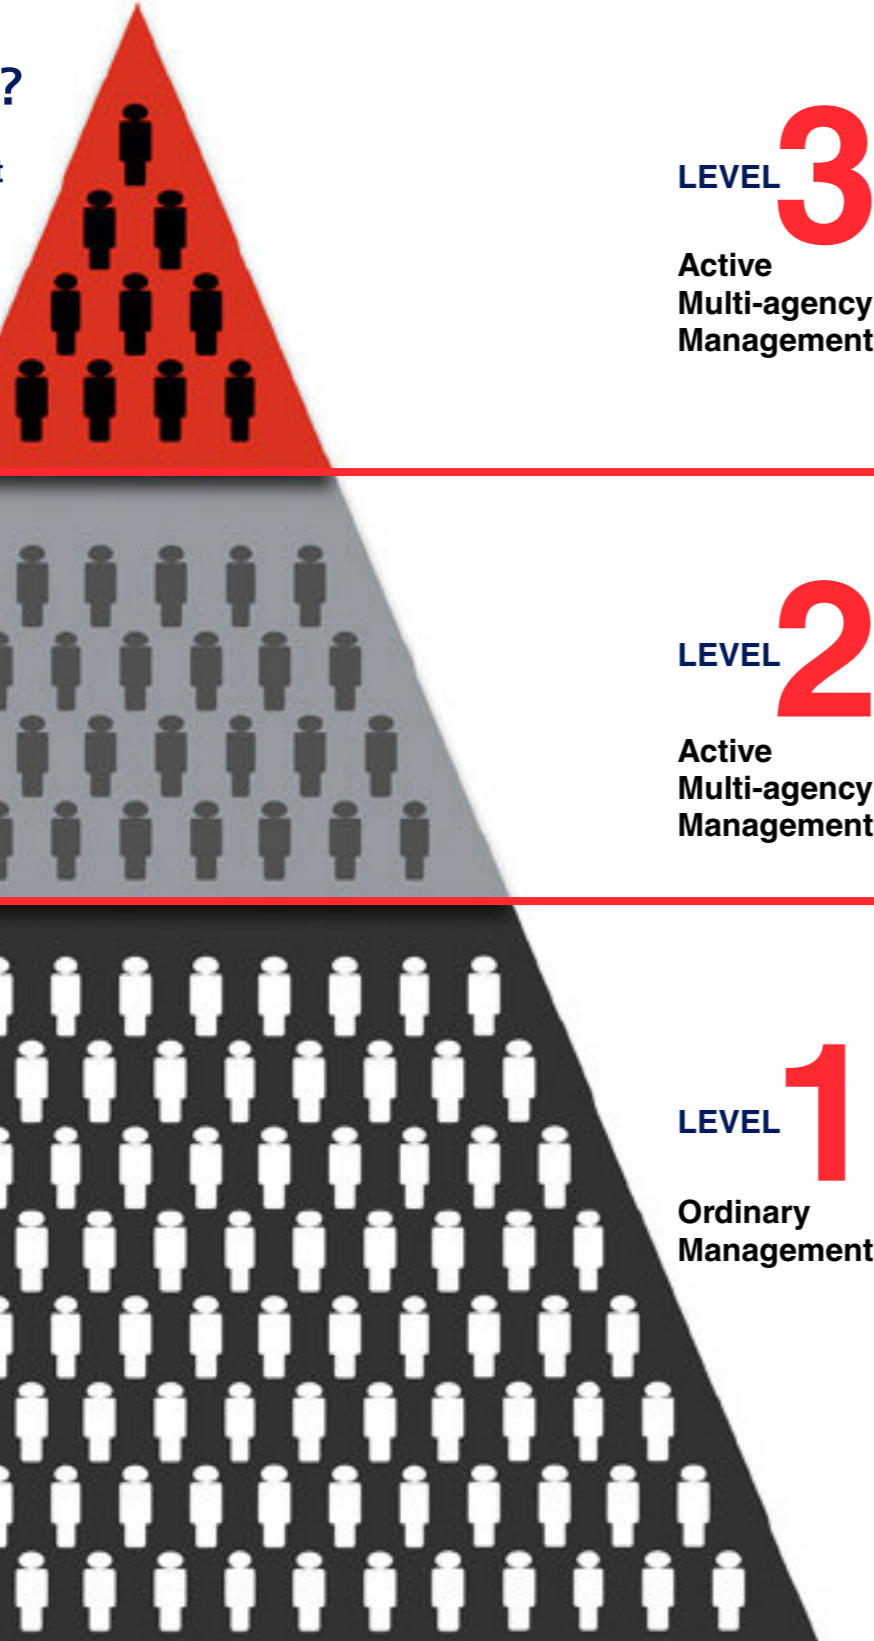 ?
t
LEVEL 3
Active
Multi-agency
Management
LEVEL 2
Active
Multi-agency
Management
LEVEL 1
Ordinary
Management